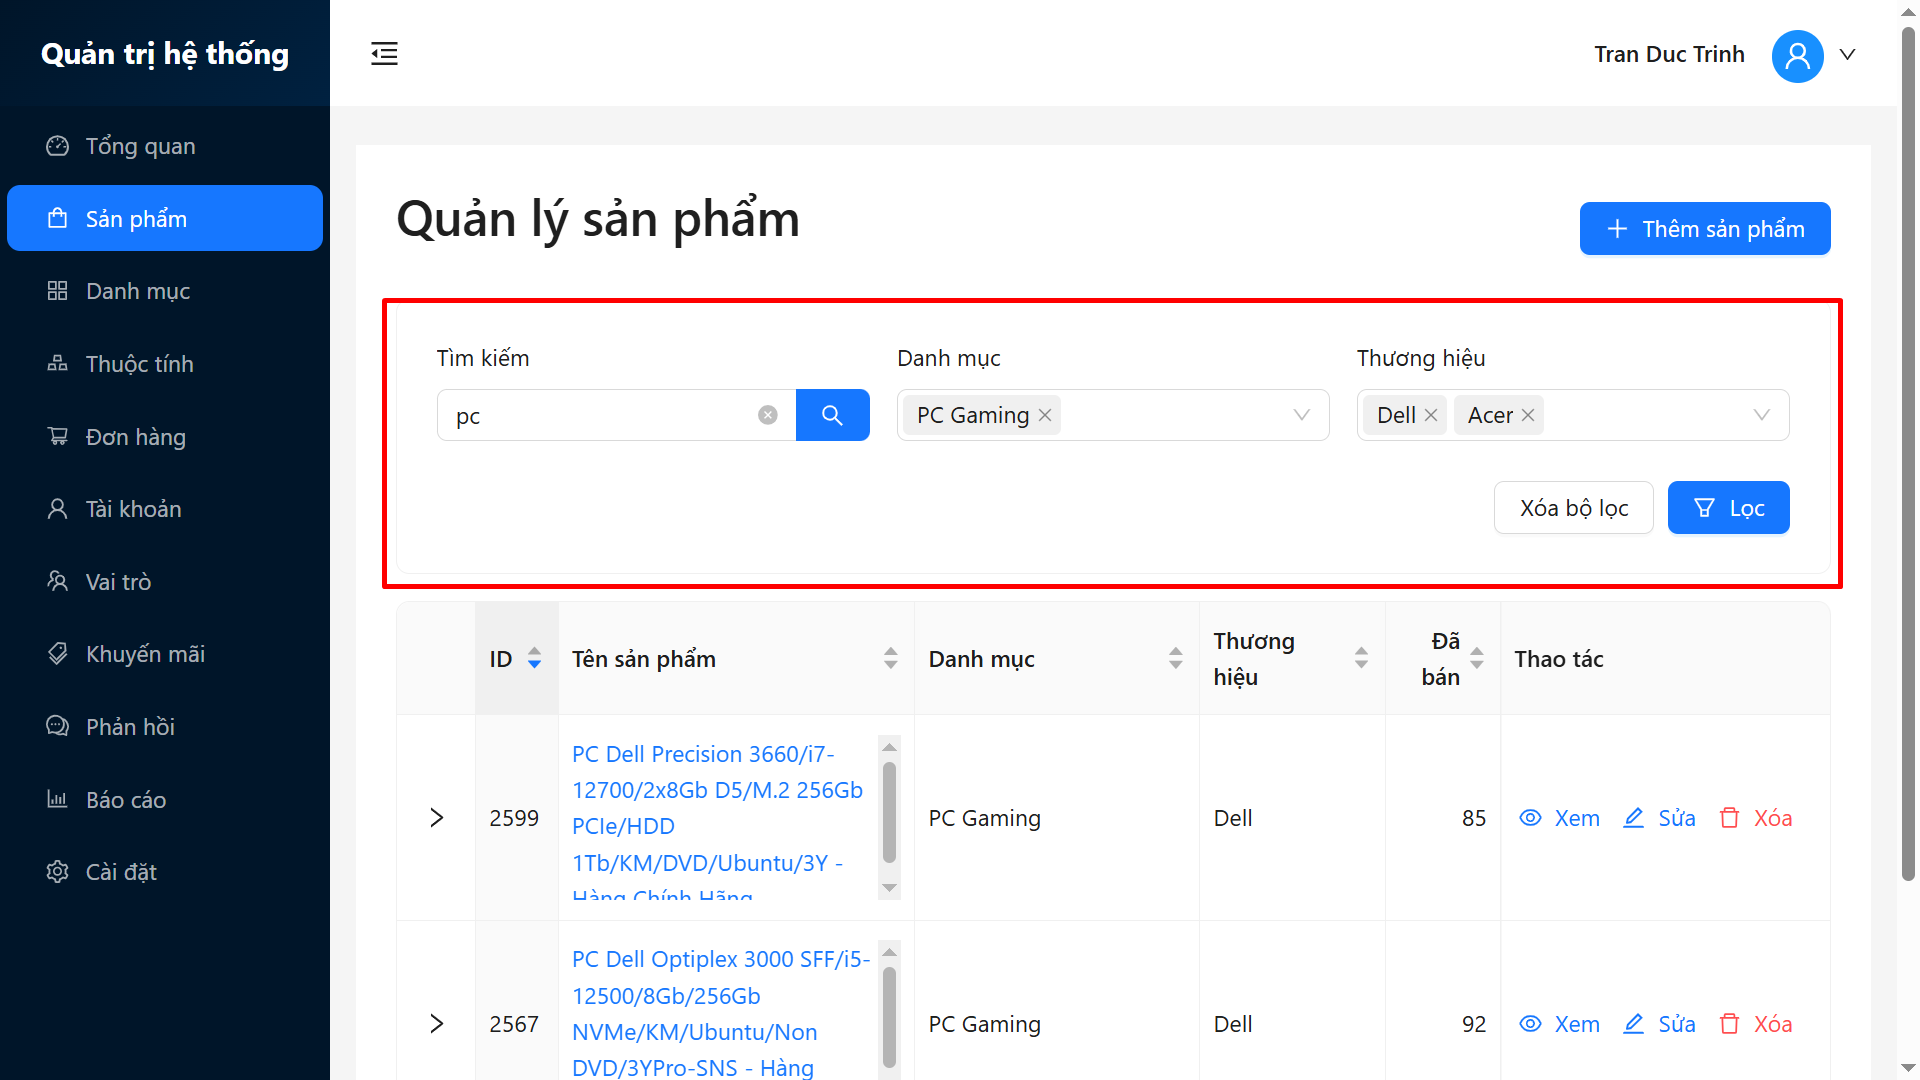 Quản trị hệ thống
Tran Duc Trinh
Tổng quan
Sản phẩm
Danh mục
Thuộc tính
Đơn hàng
Tài khoản
Vai trò
Khuyến mãi
Phản hồi
Báo cáo
Cài đặt
Quản lý sản phẩm
Thêm sản phẩm
Tìm kiếm
Danh mục
Thương hiệu
pc
PC Gaming
Dell
Acer
Xóa bộ lọc
Lọc
ID
Tên sản phẩm
Danh mục
Thương
hiệu
Đã
bán
Thao tác
2599
PC Dell Precision 3660/i7-
12700/2x8Gb D5/M.2 256Gb
PCIe/HDD
1Tb/KM/DVD/Ubuntu/3Y -
Hàng Chính Hãng
PC Gaming
Dell
85
Xem
Sửa
Xóa
2567
PC Dell Optiplex 3000 SFF/i5-
12500/8Gb/256Gb
NVMe/KM/Ubuntu/Non
DVD/3YPro-SNS - Hàng
PC Gaming
Dell
92
Xem
Sửa
Xóa